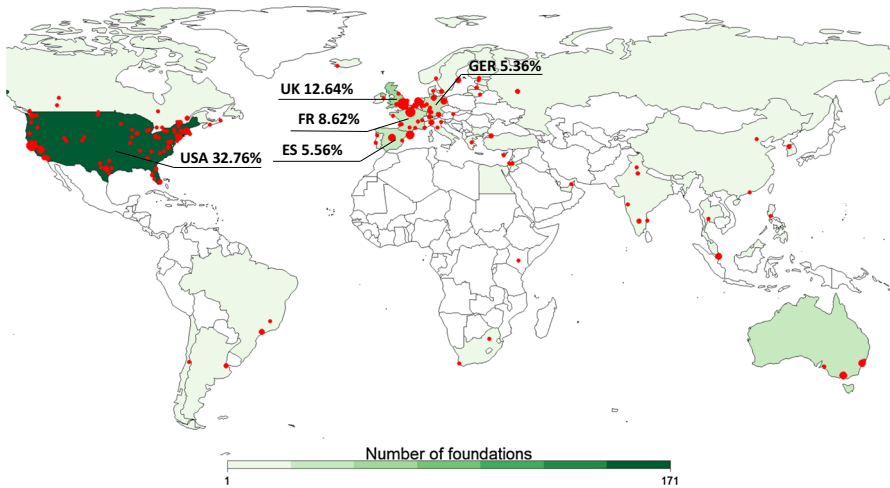 GER 5.36%
UK 12.64%
FR 8.62%
USA 32.76%
ES 5.56%
Number of foundations
1
171